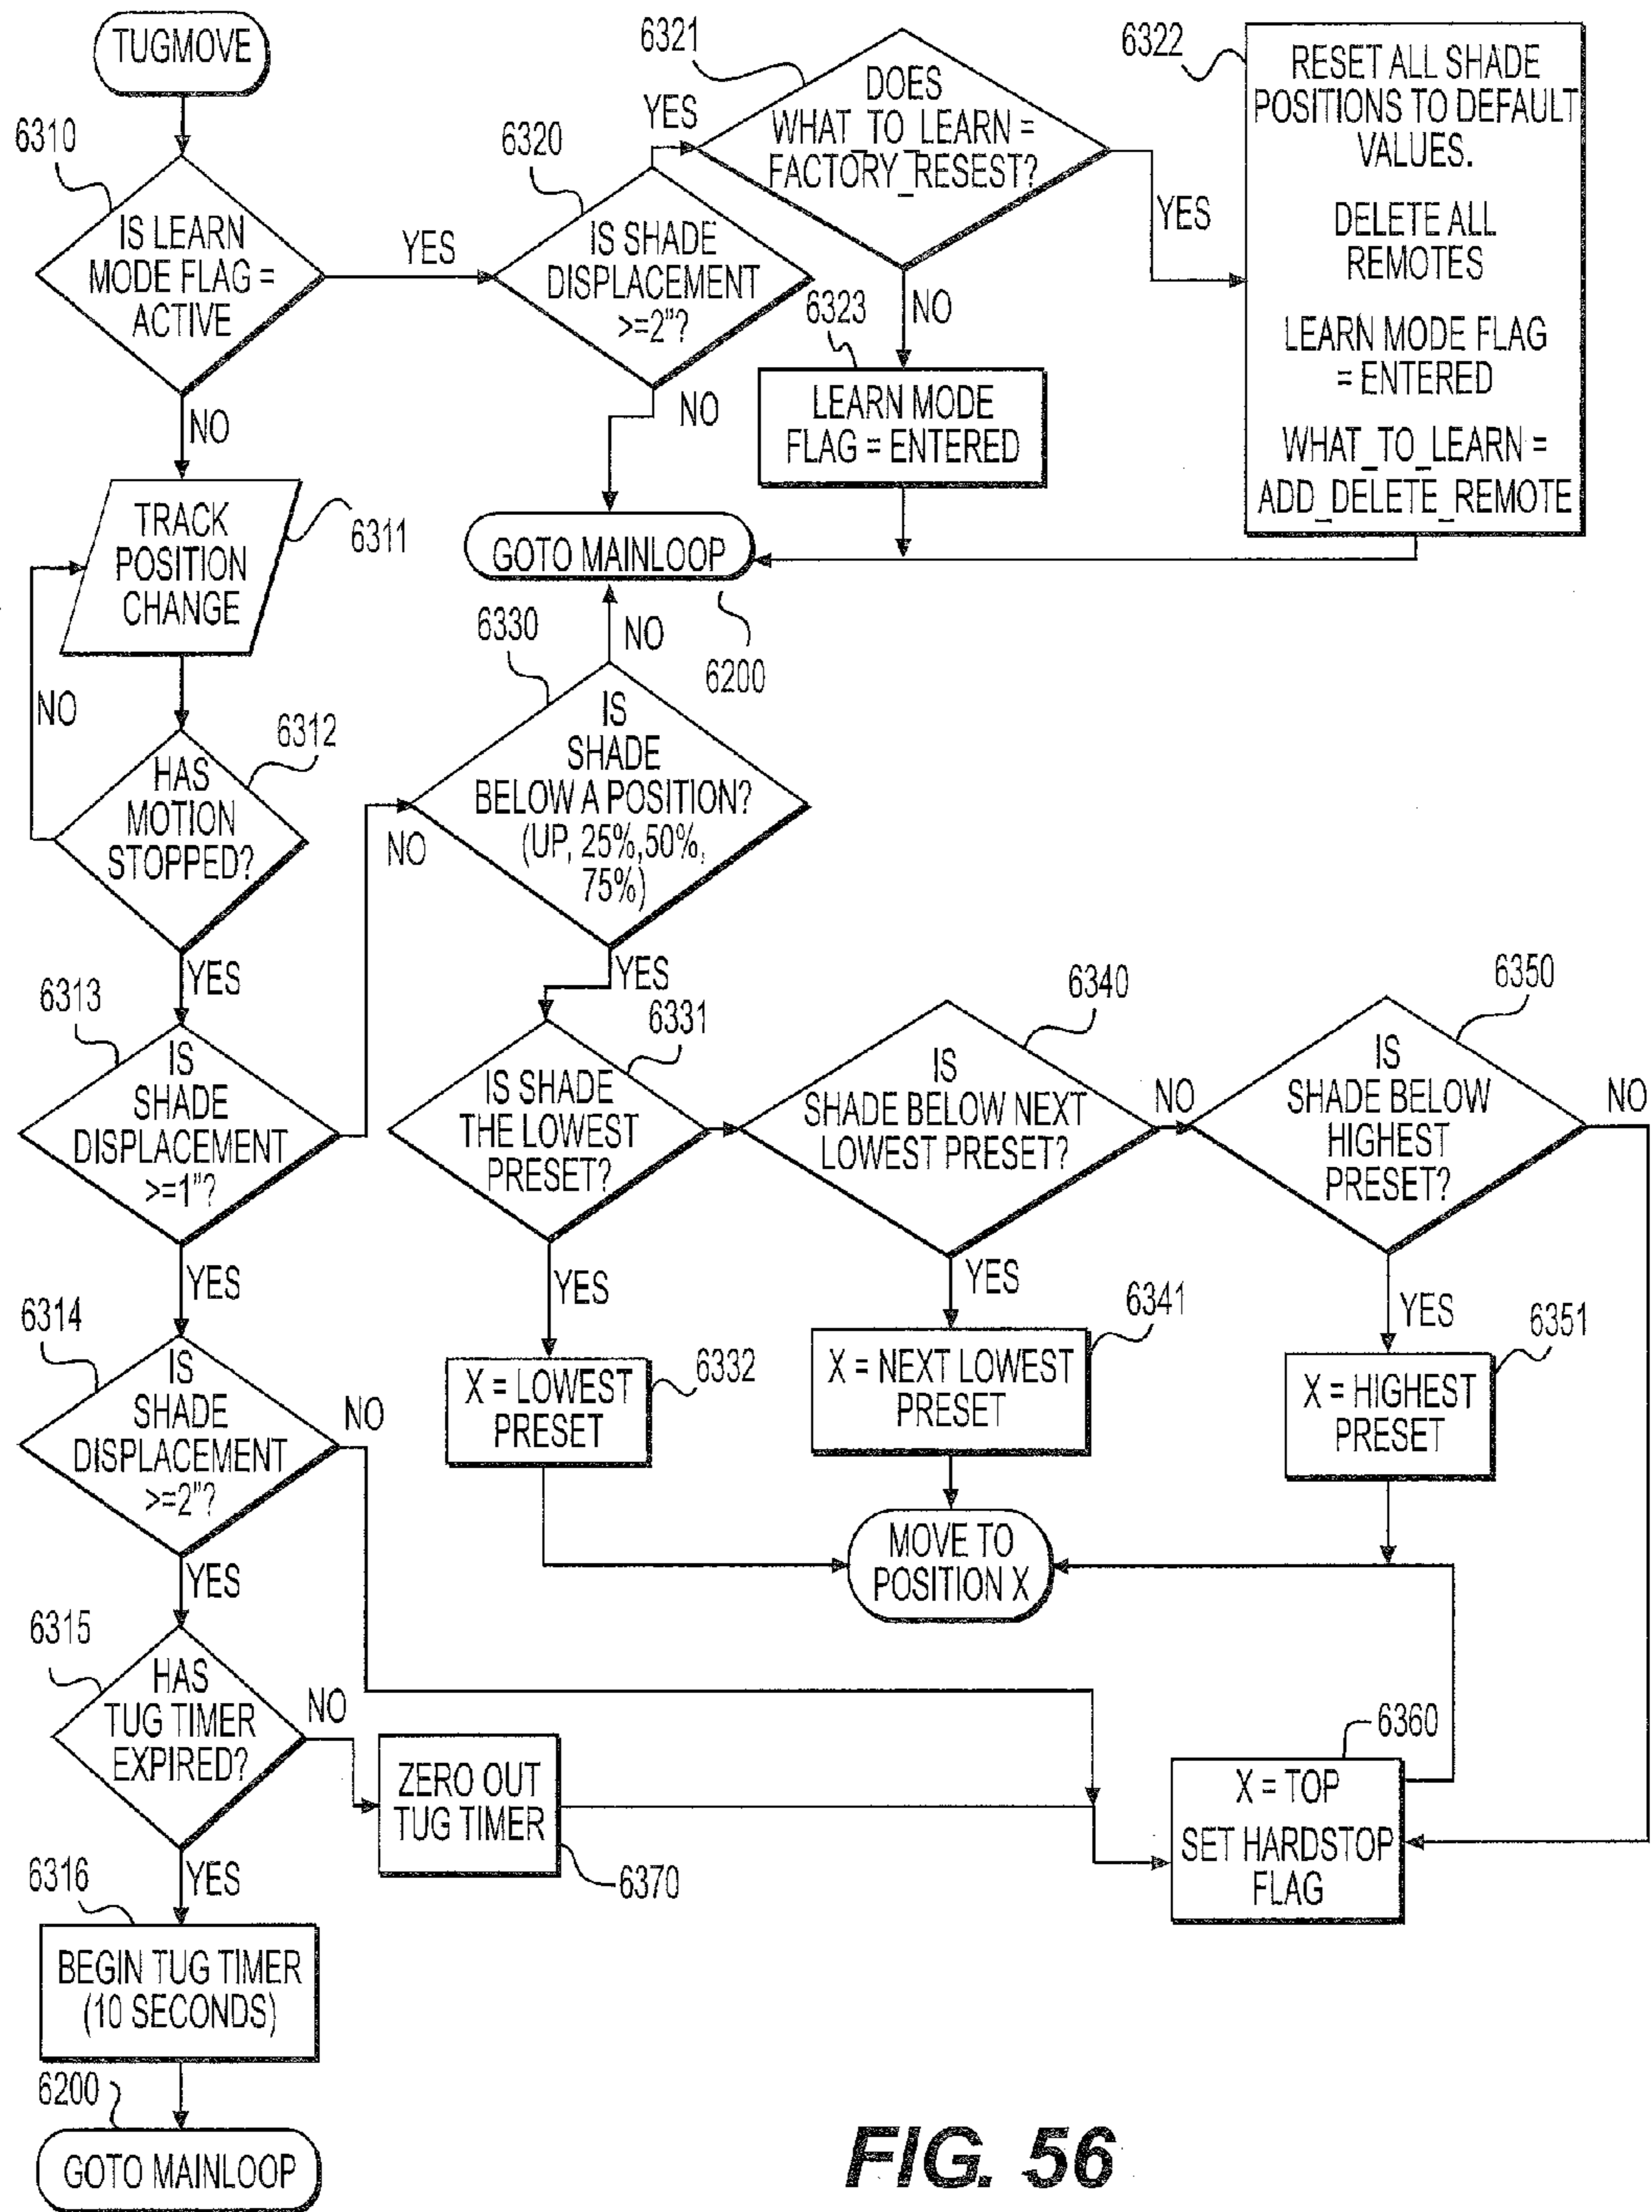 TUGMOVE
6310
IS LEARN
MODE FLAG =
ACTIVE
YES
NO
6320
IS SHADE
DISPLACEMENT
>=2"?
YES
NO
6321
DOES
WHAT_TO_LEARN =
FACTORY_RESEST?
YES
NO
6322
RESET ALL SHADE
POSITIONS TO DEFAULT
VALUES.
DELETE ALL
REMOTES
LEARN MODE FLAG
= ENTERED
WHAT_TO_LEARN =
ADD_DELETE_REMOTE
6323
LEARN MODE
FLAG = ENTERED
GOTO MAINLOOP
6200
TRACK
POSITION
CHANGE
6311
NO
6312
HAS
MOTION
STOPPED?
YES
6330
NO
IS
SHADE
BELOW A POSITION?
(UP, 25%,50%,
75%)
YES
NO
6313
IS
SHADE
DISPLACEMENT
>=1"?
YES
6331
IS SHADE
THE LOWEST
PRESET?
YES
6340
IS
SHADE BELOW NEXT
LOWEST PRESET?
NO
YES
6350
IS
SHADE BELOW
HIGHEST
PRESET?
NO
YES
6314
IS
SHADE
DISPLACEMENT
>=2"?
NO
YES
X = LOWEST
PRESET
6332
X = NEXT LOWEST
PRESET
6341
X = HIGHEST
PRESET
6351
MOVE TO
POSITION X
6315
HAS
TUG TIMER
EXPIRED?
NO
YES
ZERO OUT
TUG TIMER
6370
6360
X = TOP
SET HARDSTOP
FLAG
6316
BEGIN TUG TIMER
(10 SECONDS)
6200
GOTO MAINLOOP
FIG. 56